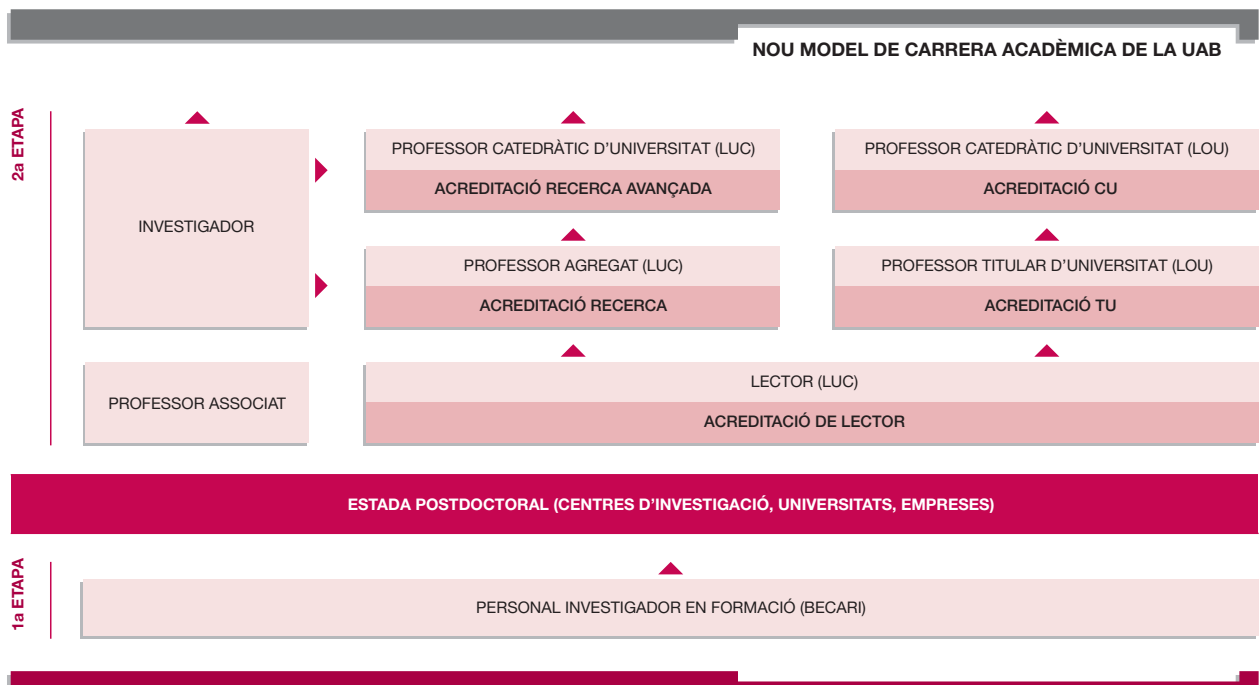 NOU MODEL DE CARRERA ACADÈMICA DE LA UAB
2a ETAPA
INVESTIGADOR
PROFESSOR CATEDRÀTIC D'UNIVERSITAT (LUC)
ACREDITACIÓ RECERCA AVANÇADA
PROFESSOR CATEDRÀTIC D'UNIVERSITAT (LOU)
ACREDITACIÓ CU
PROFESSOR AGREGAT (LUC)
ACREDITACIÓ RECERCA
PROFESSOR TITULAR D'UNIVERSITAT (LOU)
ACREDITACIÓ TU
PROFESSOR ASSOCIAT
LECTOR (LUC)
ACREDITACIÓ DE LECTOR
ESTADA POSTDOCTORAL (CENTRES D'INVESTIGACIÓ, UNIVERSITATS, EMPRESES)
1a ETAPA
PERSONAL INVESTIGADOR EN FORMACIÓ (BECARI)